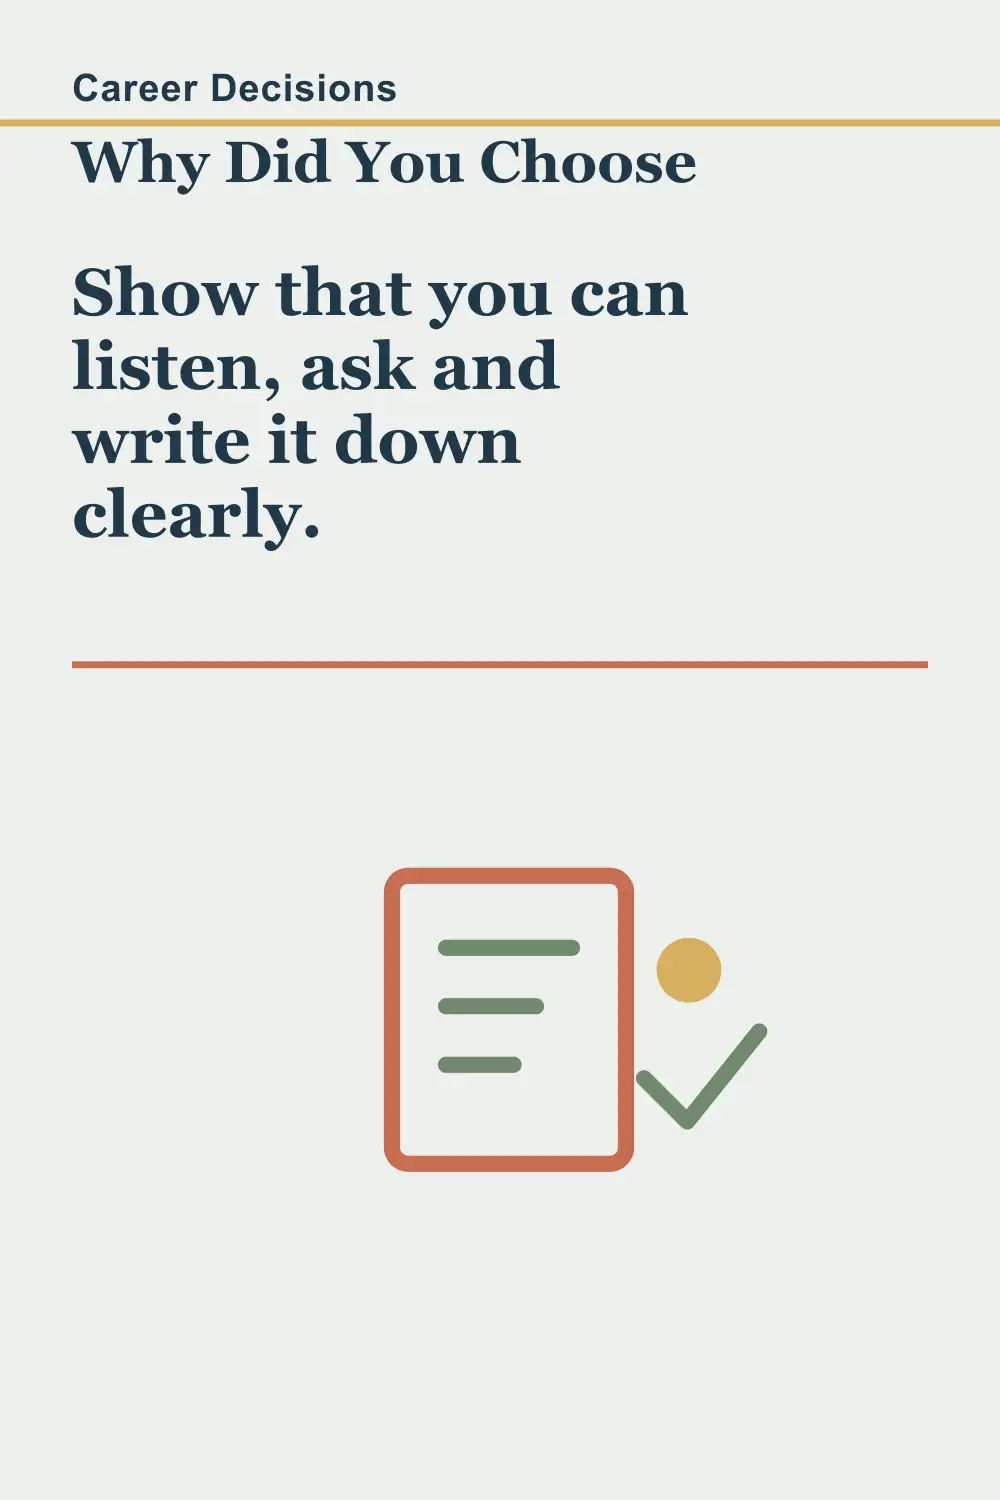 Career Decisions
Why Did You Choose
Show that you can
listen, ask and
write it down
clearly.